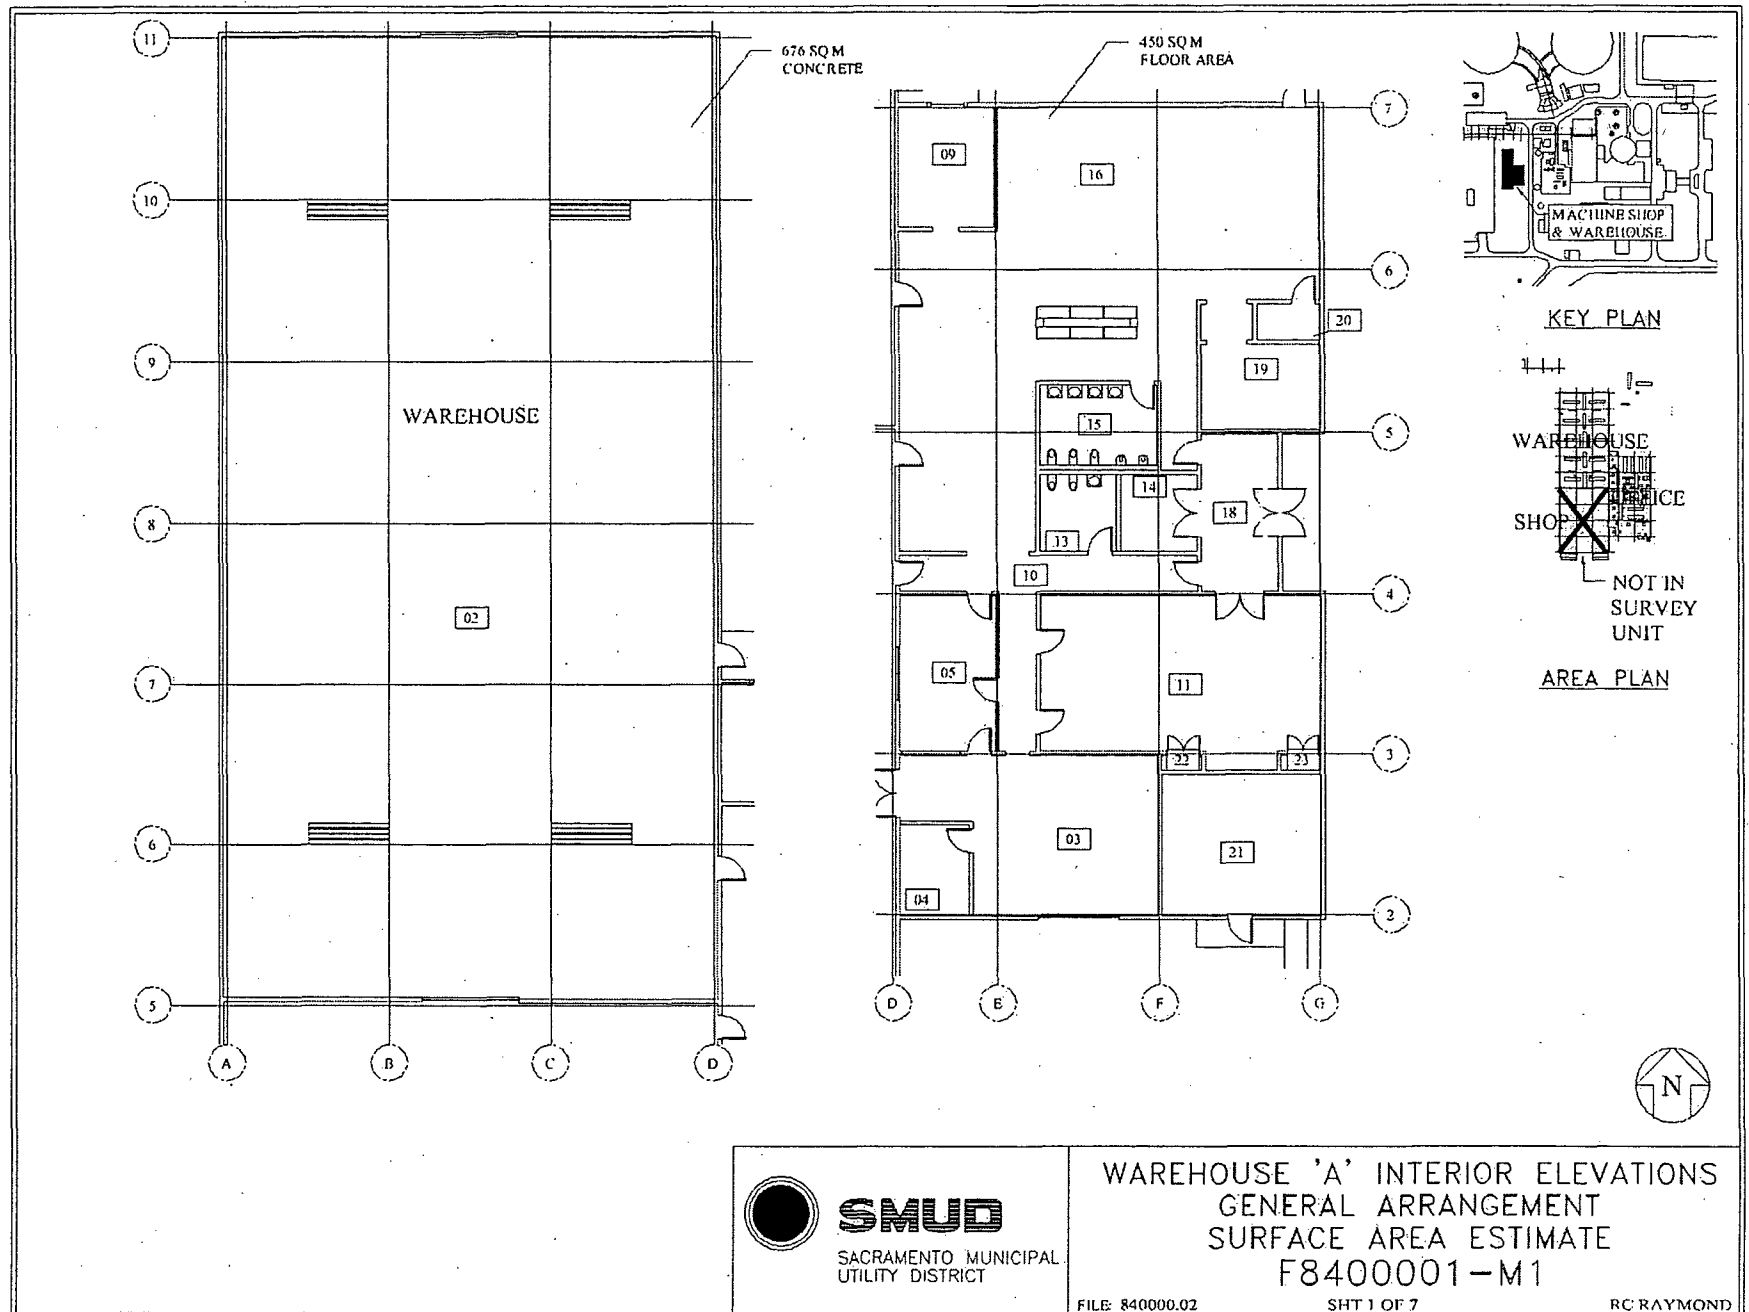 11
10
9
8
7
6
5
A
B
C
D
WAREHOUSE
02
676 SQ M
CONCRETE
450 SQ M
FLOOR AREA
09
16
20
19
15
14
18
13
10
05
11
22
23
03
21
04
7
6
5
4
3
2
D
E
F
G
MACHINE SHOP
& WAREHOUSE
KEY PLAN
WAREHOUSE
SHOP
NOT IN
SURVEY
UNIT
AREA PLAN
N
SMUD
SACRAMENTO MUNICIPAL
UTILITY DISTRICT
WAREHOUSE 'A' INTERIOR ELEVATIONS
GENERAL ARRANGEMENT
SURFACE AREA ESTIMATE
F8400001-M1
FILE: 840000.02
SHT 1 OF 7
RC RAYMOND